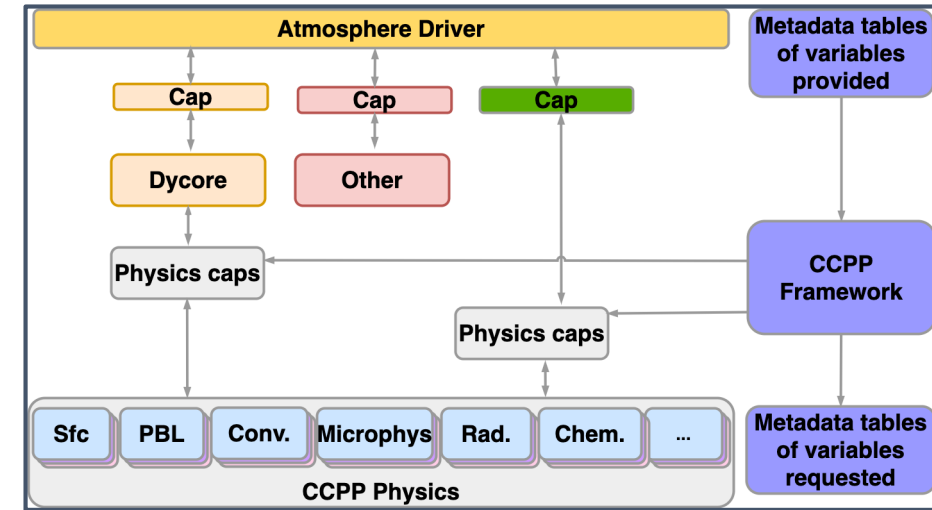 Atmosphere Driver
Metadata tables
of variables
provided
Cap
Cap
Cap
Dycore
Other
Physics caps
CCPP
Framework
Physics caps
Sfc
PBL
Conv.
Microphys
Rad.
Chem.
...
CCPP Physics
Metadata tables
of variables
requested